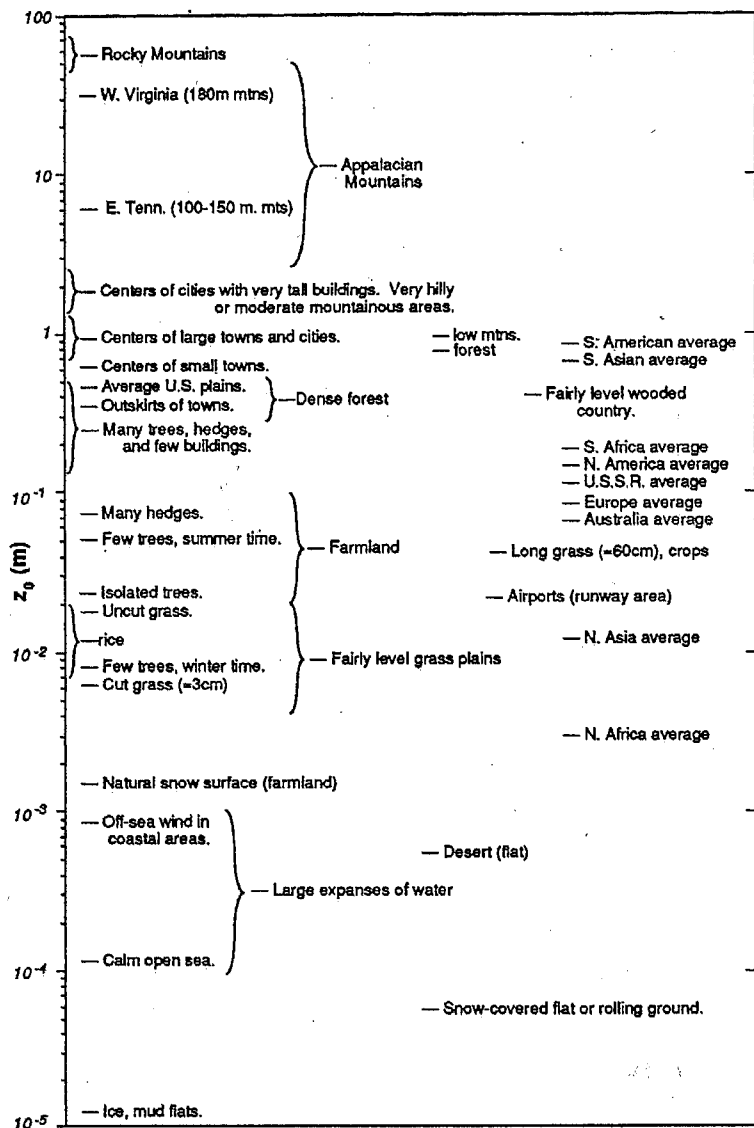 100
Rocky Mountains
W. Virginia (180m mtns)
Appalacian
Mountains
10
E. Tenn. (100-150 m. mts)
Centers of cities with very tall buildings. Very hilly
or moderate mountainous areas.
1
Centers of large towns and cities.
low mtns.
forest
S. American average
S. Asian average
Centers of small towns.
Average U.S. plains.
Outskirts of towns.
Dense forest
Fairly level wooded
country.
Many trees, hedges,
and few buildings.
S. Africa average
N. America average
U.S.S.R. average
10⁻¹
Europe average
Australia average
Many hedges.
Few trees, summer time.
Farmland
Long grass (≈60cm), crops
z₀ (m)
Isolated trees.
Uncut grass.
Airports (runway area)
rice
N. Asia average
10⁻²
Few trees, winter time.
Fairly level grass plains
Cut grass (≈3cm)
N. Africa average
Natural snow surface (farmland)
10⁻³
Off-sea wind in
coastal areas.
Desert (flat)
Large expanses of water
Calm open sea.
10⁻⁴
Snow-covered flat or rolling ground.
Ice, mud flats.
10⁻⁵